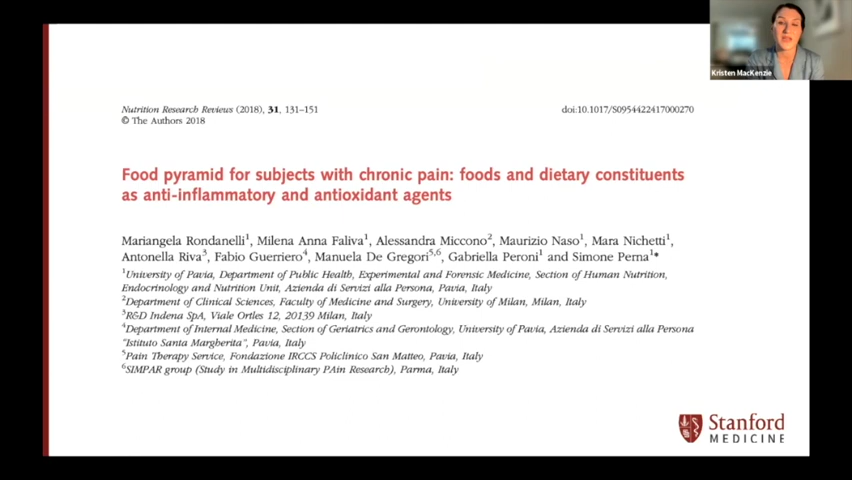 Kristen MacKenzie
Nutrition Research Reviews (2018), 31, 131–151
doi:10.1017/S0954422417000270
© The Authors 2018
Food pyramid for subjects with chronic pain: foods and dietary constituents
as anti-inflammatory and antioxidant agents
Mariangela Rondanelli1, Milena Anna Faliva1, Alessandra Miccono2, Maurizio Naso1, Mara Nichetti1,
Antonella Riva3, Fabio Guerriero4, Manuela De Gregori5,6, Gabriella Peroni1 and Simone Perna1*
1University of Pavia, Department of Public Health, Experimental and Forensic Medicine, Section of Human Nutrition,
Endocrinology and Nutrition Unit, Azienda di Servizi alla Persona, Pavia, Italy
2Department of Clinical Sciences, Faculty of Medicine and Surgery, University of Milan, Milan, Italy
3R&D Indena SpA, Viale Ortles 12, 20139 Milan, Italy
4Department of Internal Medicine, Section of Geriatrics and Gerontology, University of Pavia, Azienda di Servizi alla Persona
"Istituto Santa Margherita", Pavia, Italy
5Pain Therapy Service, Fondazione IRCCS Policlinico San Matteo, Pavia, Italy
6SIMPAR group (Study in Multidisciplinary PAin Research), Parma, Italy
Stanford
MEDICINE